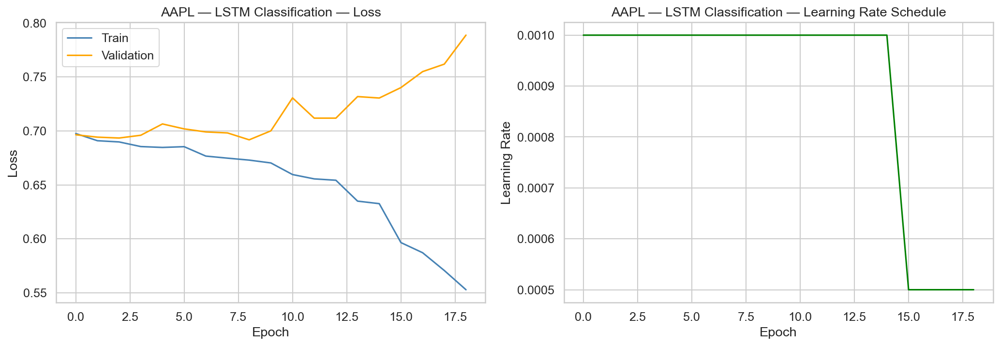 AAPL — LSTM Classification — Loss
0.80
0.75
0.70
0.65
0.60
0.55
Loss
Train
Validation
0.0 2.5 5.0 7.5 10.0 12.5 15.0 17.5
Epoch
AAPL — LSTM Classification — Learning Rate Schedule
0.0010
0.0009
0.0008
0.0007
0.0006
0.0005
Learning Rate
0.0 2.5 5.0 7.5 10.0 12.5 15.0 17.5
Epoch